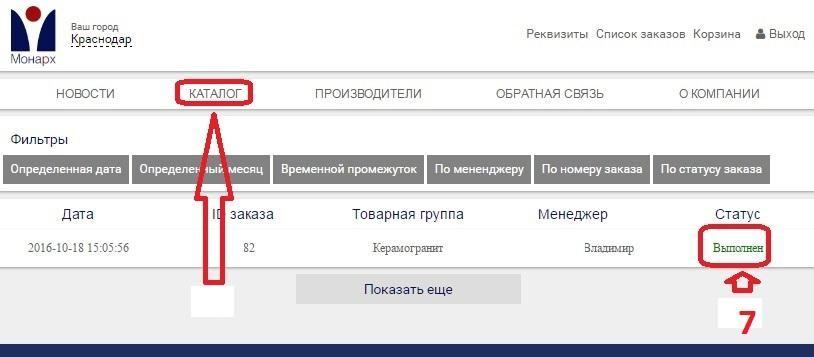 Ваш город
Краснодар
Монарх
Реквизиты Список заказов Корзина Выход
НОВОСТИ КАТАЛОГ ПРОИЗВОДИТЕЛИ ОБРАТНАЯ СВЯЗЬ О КОМПАНИИ
Фильтры
Определенная дата Определенный месяц Временной промежуток По мененджеру По номеру заказа По статусу заказа
Дата ID заказа Товарная группа Менеджер Статус
2016-10-18 15:05:56 82 Керамогранит Владимир Выполнен
Показать еще
7